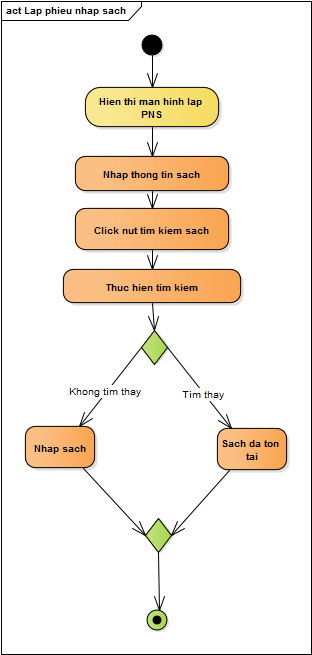 act Lap phieu nhap sach
Hien thi man hinh lap
PNS
Nhap thong tin sach
Click nut tim kiem sach
Thuc hien tim kiem
Khong tim thay
Tim thay
Nhap sach
Sach da ton
tai